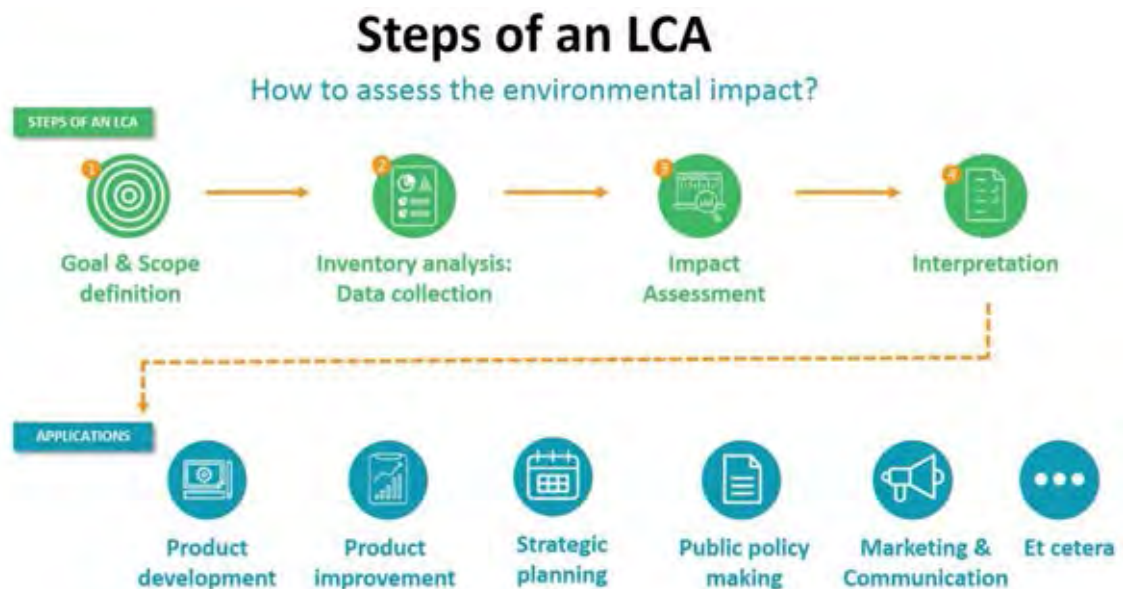 Steps of an LCA
How to assess the environmental impact?
STEPS OF AN LCA
1
2
3
4
Goal & Scope
definition
Inventory analysis:
Data collection
Impact
Assessment
Interpretation
APPLICATIONS
Product
development
Product
improvement
Strategic
planning
Public policy
making
Marketing &
Communication
Et cetera